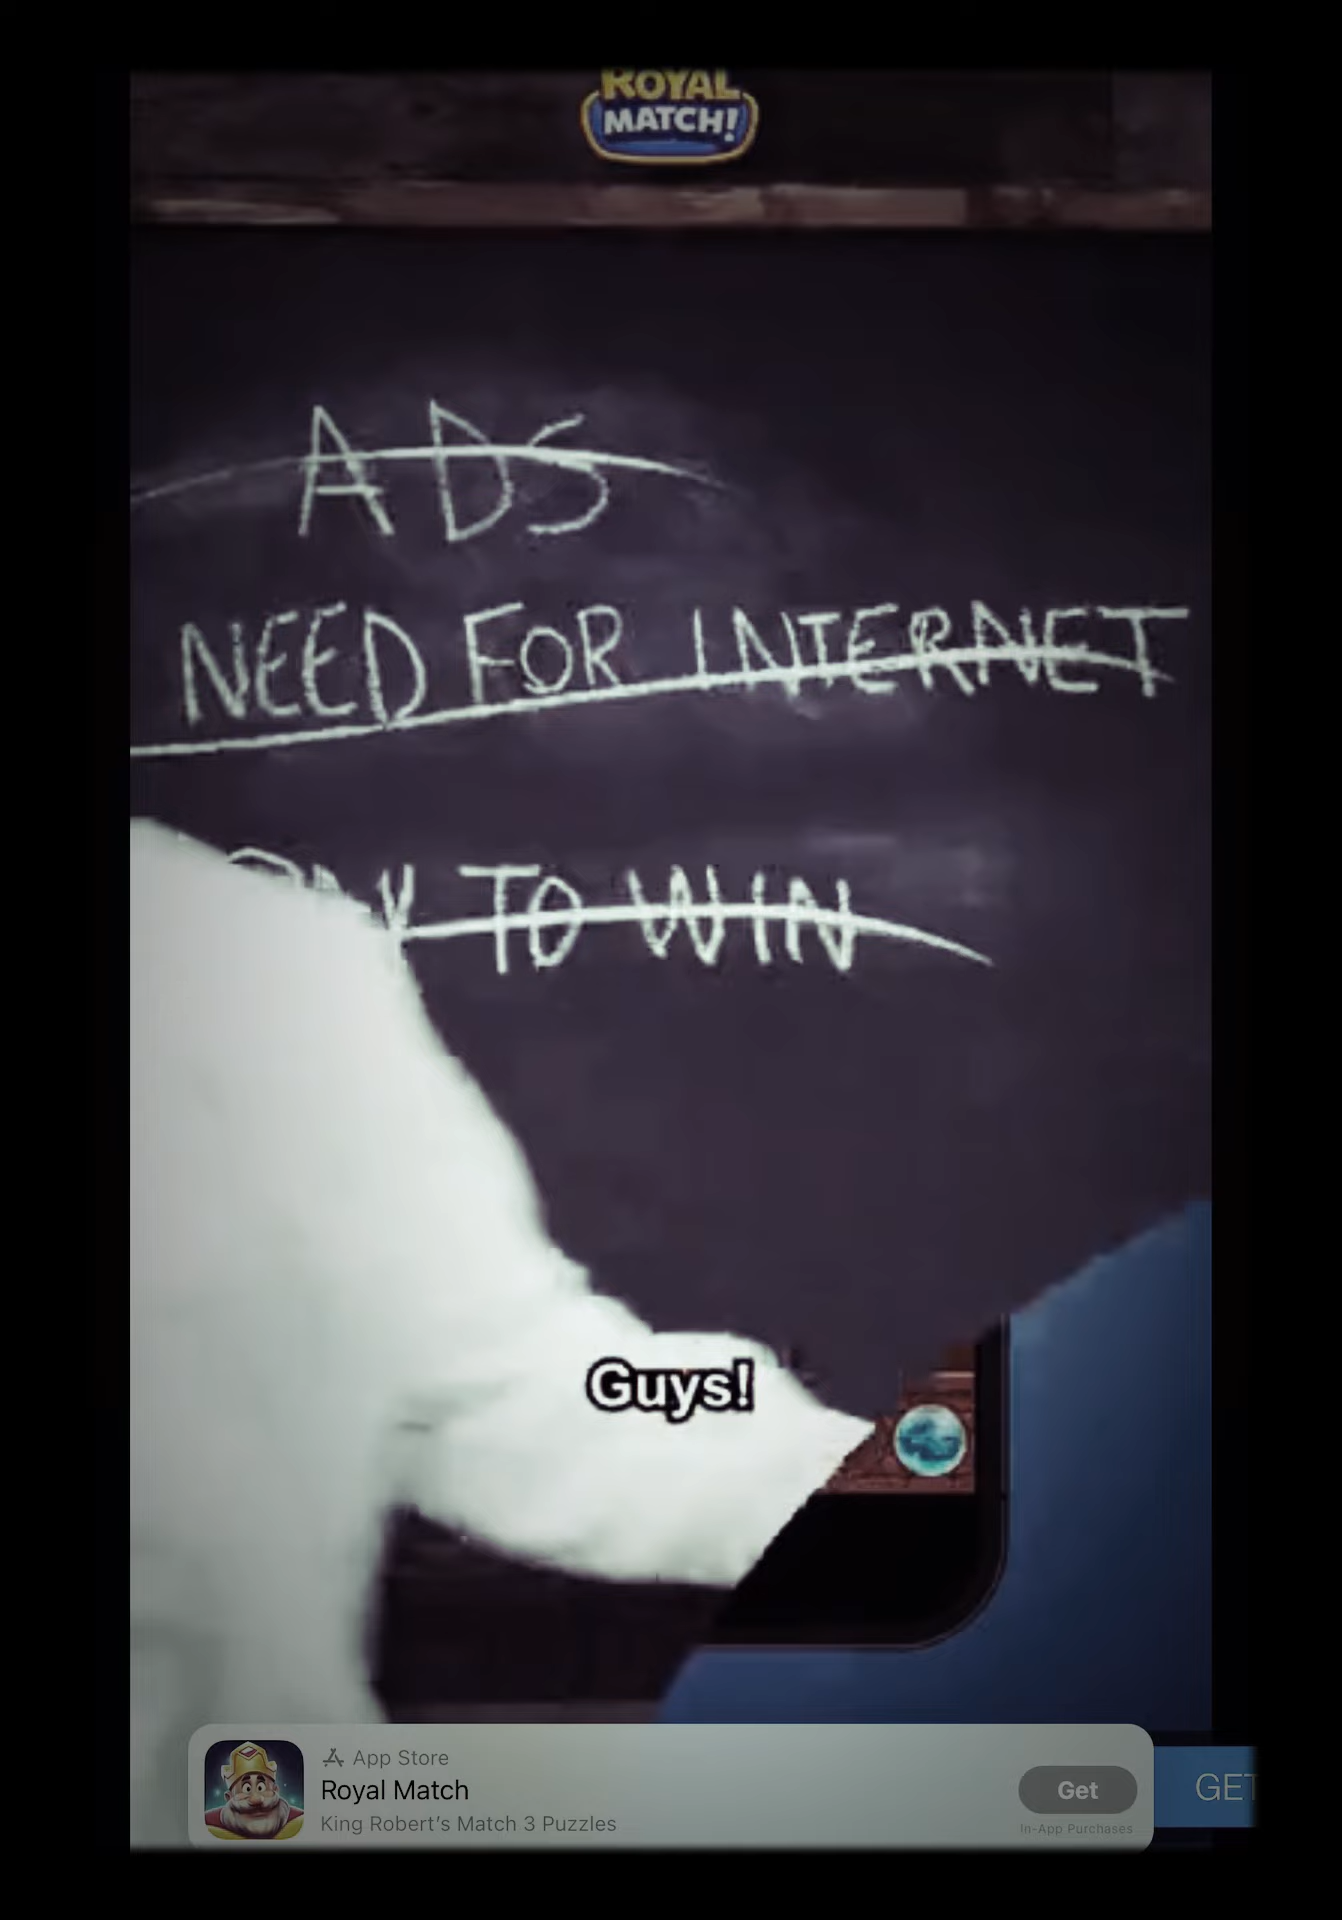 ROYAL
MATCH!
ADS
NEED FOR INTERNET
TO WIN
Guys!
App Store
Royal Match
King Robert's Match 3 Puzzles
Get
In-App Purchases